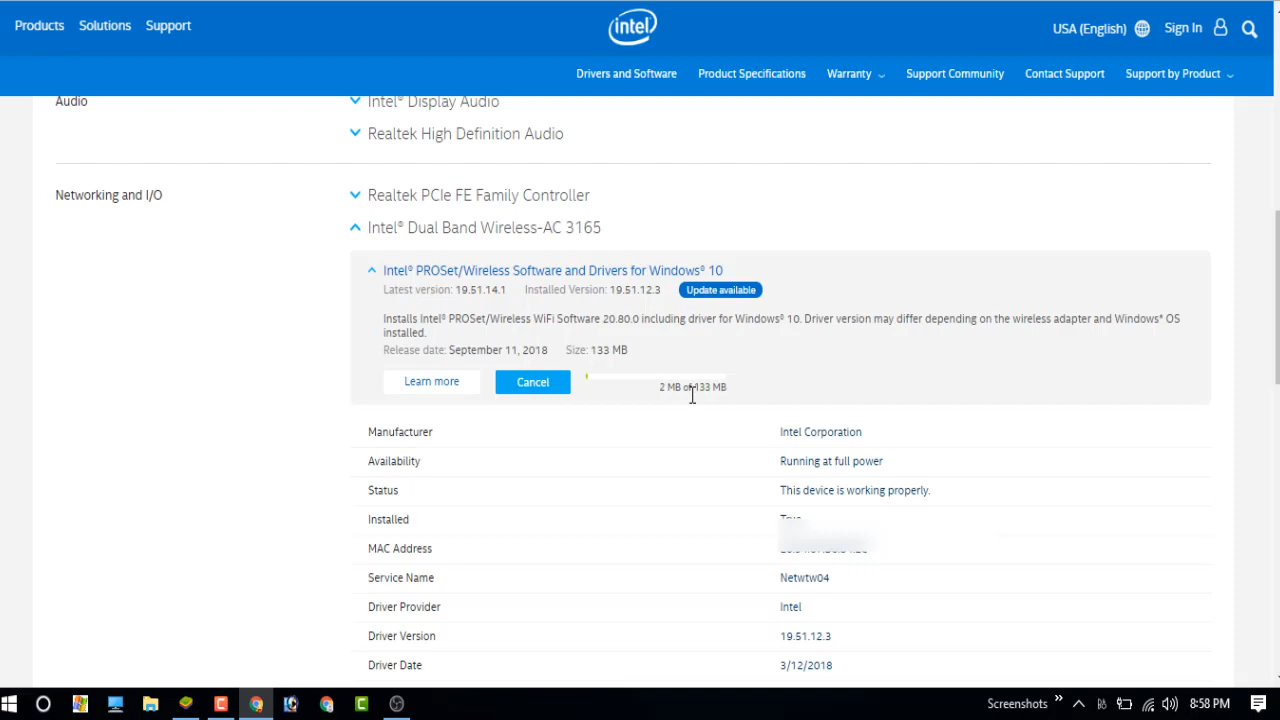 Products Solutions Support
intel
USA (English) Sign In
Drivers and Software Product Specifications Warranty Support Community Contact Support Support by Product
Audio
Intel® Display Audio
Realtek High Definition Audio
Networking and I/O
Realtek PCIe FE Family Controller
Intel® Dual Band Wireless-AC 3165
Intel® PROSet/Wireless Software and Drivers for Windows® 10
Latest version: 19.51.14.1 Installed Version: 19.51.12.3 Update available
Installs Intel® PROSet/Wireless WiFi Software 20.80.0 including driver for Windows® 10. Driver version may differ depending on the wireless adapter and Windows* OS
installed.
Release date: September 11, 2018 Size: 133 MB
Learn more Cancel
2 MB of 133 MB
Manufacturer Intel Corporation
Availability Running at full power
Status This device is working properly.
Installed True
MAC Address
Service Name Netwtw04
Driver Provider Intel
Driver Version 19.51.12.3
Driver Date 3/12/2018
Screenshots 8:58 PM